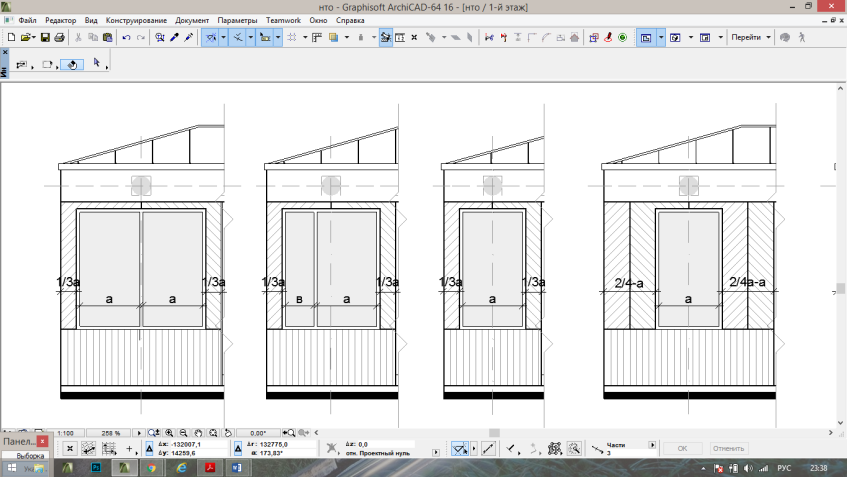 нто - Graphisoft ArchiCAD-64 16 - [нто / 1-й этаж]
Файл Редактор Вид Конструирование Документ Параметры Teamwork Окно Справка
Перейти
Ин
1/3а 1/3а 1/3а 1/3а 1/3а 1/3а 2/4-а 2/4а-а
а а в а а а
1:100 258 % 0,00°
Панел...
Выборка
Δx: -132007,1
Δy: 14259,6
Δr: 132775,0
α: 173,83°
Δz: 0,0
отн. Проектный нуль
Части
3
ОК Отменить
РУС 23:38